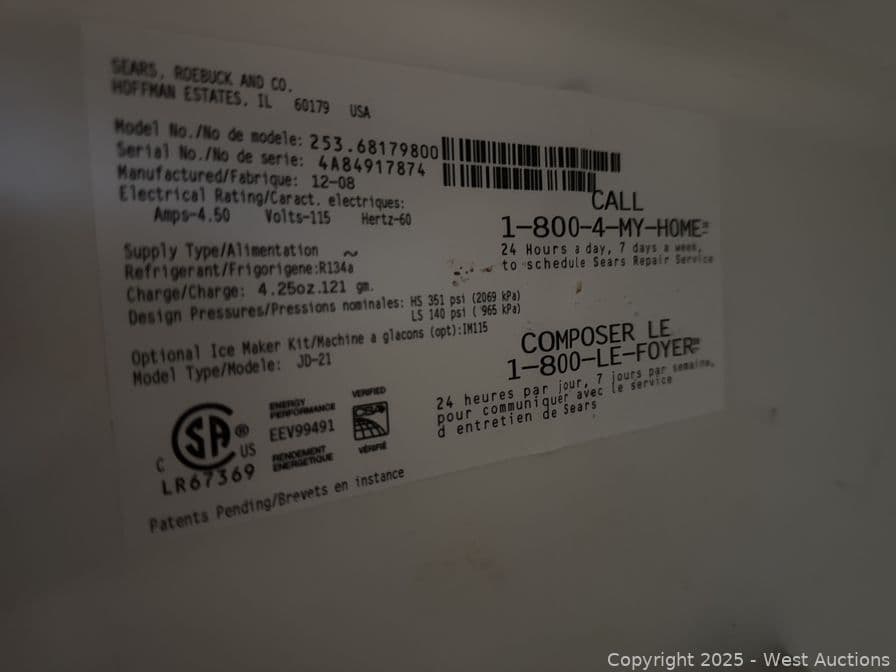 SEARS, ROEBUCK AND CO.
HOFFMAN ESTATES, IL 60179 USA
Model No./No de modele: 253.68179800
Serial No./No de serie: 4A84917874
Manufactured/Fabrique: 12-08
Electrical Rating/Caract. electriques:
Amps-4.50 Volts-115 Hertz-60
CALL
1-800-4-MY-HOME
24 Hours a day, 7 days a week,
to schedule Sears Repair Service
Supply Type/Alimentation ~
Refrigerant/Frigorigene:R134a
Charge/Charge: 4.25oz.121 gm.
Design Pressures/Pressions nominales: HS 351 psi (2069 kPa)
LS 140 psi ( 965 kPa)
Optional Ice Maker Kit/Machine a glacons (opt):IM115
Model Type/Modele: JD-21
COMPOSER LE
1-800-LE-FOYER
24 heures par jour, 7 jours par semaine,
pour communiquer avec le service
d entretien de Sears
C SA ® US
LR67369
ENERGY
PERFORMANCE
EEV99491
RENDEMENT
ENERGETIQUE
VERIFIED
CSA
VÉRIFIÉ
Patents Pending/Brevets en instance
Copyright 2025 - West Auctions